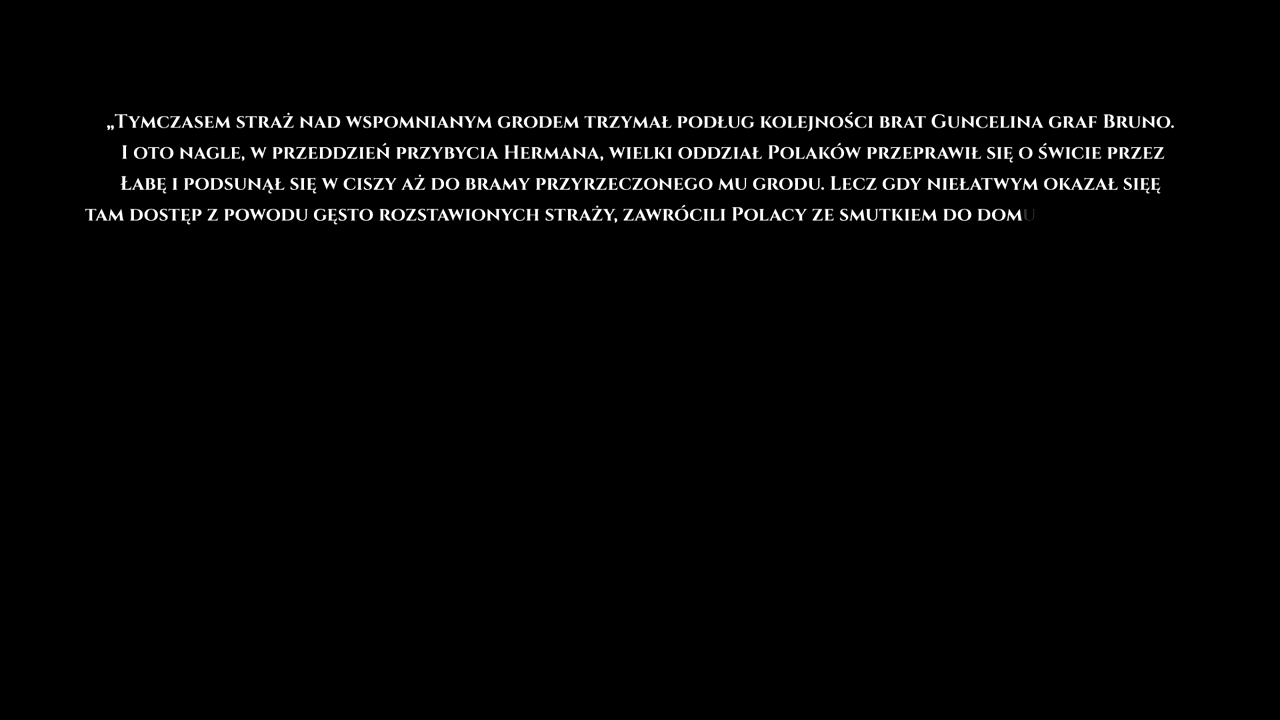 „Tymczasem straż nad wspomnianym grodem trzymał podług kolejności brat Guncelina graf Bruno.
I oto nagle, w przeddzień przybycia Hermana, wielki oddział Polaków przeprawił się o świcie przez
Łabę i podsunął się w ciszy aż do bramy przyrzeczonego mu grodu. Lecz gdy niełatwym okazał sięę
tam dostęp z powodu gęsto rozstawionych straży, zawrócili Polacy ze smutkiem do domu